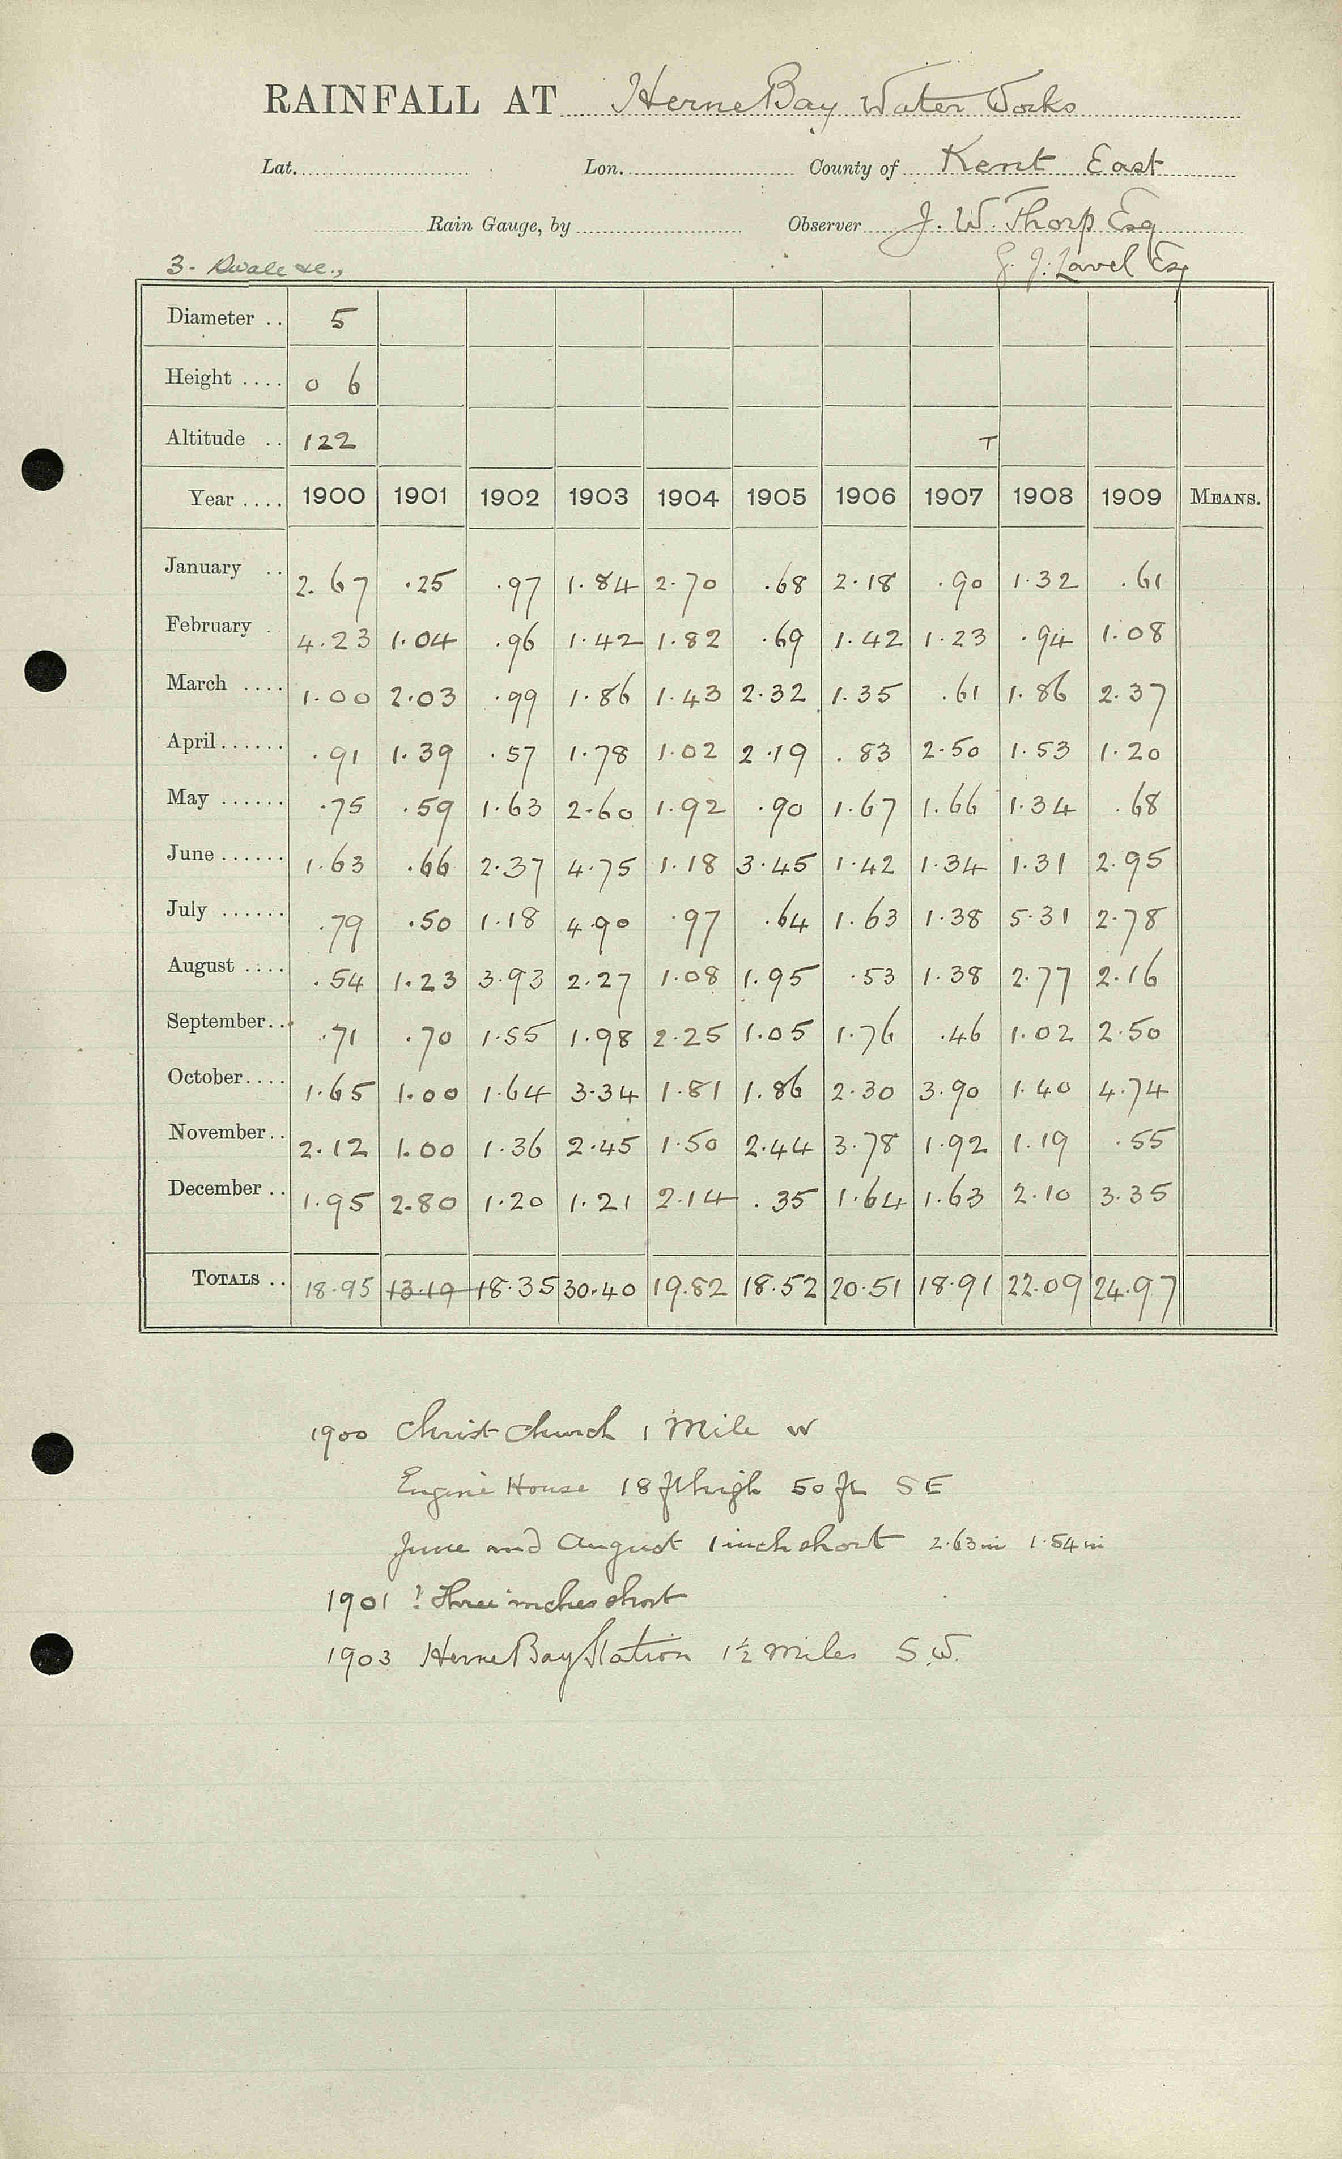 RAINFALL AT Herne Bay Water Works
Lat. Lon. County of Kent East
Rain Gauge, by Observer J. W. Thorp Esq
3. Swale &c., G. J. Lavel Esq
Diameter .. 5
Height .... 0 6
Altitude .. 122 T
Year .... 1900 1901 1902 1903 1904 1905 1906 1907 1908 1909 MEANS.
January .. 2.67 .25 .97 1.84 2.70 .68 2.18 .90 1.32 .61
February . 4.23 1.04 .96 1.42 1.82 .69 1.42 1.23 .94 1.08
March .... 1.00 2.03 .99 1.86 1.43 2.32 1.35 .61 1.86 2.37
April...... .91 1.39 .57 1.78 1.02 2.19 .83 2.50 1.53 1.20
May ...... .75 .59 1.63 2.60 1.92 .90 1.67 1.66 1.34 .68
June...... 1.63 .66 2.37 4.75 1.18 3.45 1.42 1.34 1.31 2.95
July ...... .79 .50 1.18 4.90 .97 .64 1.63 1.38 5.31 2.78
August .... .54 1.23 3.93 2.27 1.08 1.95 .53 1.38 2.77 2.16
September.. .71 .70 1.55 1.98 2.25 1.05 1.76 .46 1.02 2.50
October.... 1.65 1.00 1.64 3.34 1.81 1.86 2.30 3.90 1.40 4.74
November.. 2.12 1.00 1.36 2.45 1.50 2.44 3.78 1.92 1.19 .55
December .. 1.95 2.80 1.20 1.21 2.14 .35 1.64 1.63 2.10 3.35
TOTALS .. 18.95 13.19 18.35 30.40 19.82 18.52 20.51 18.91 22.09 24.97
1900 Christ Church 1 Mile W
Engine House 18 ft high 50 ft SE
June and August 1 inch short 2.63 in 1.54 in
1901 ? Three inches short
1903 Herne Bay Station 1½ miles S.W.